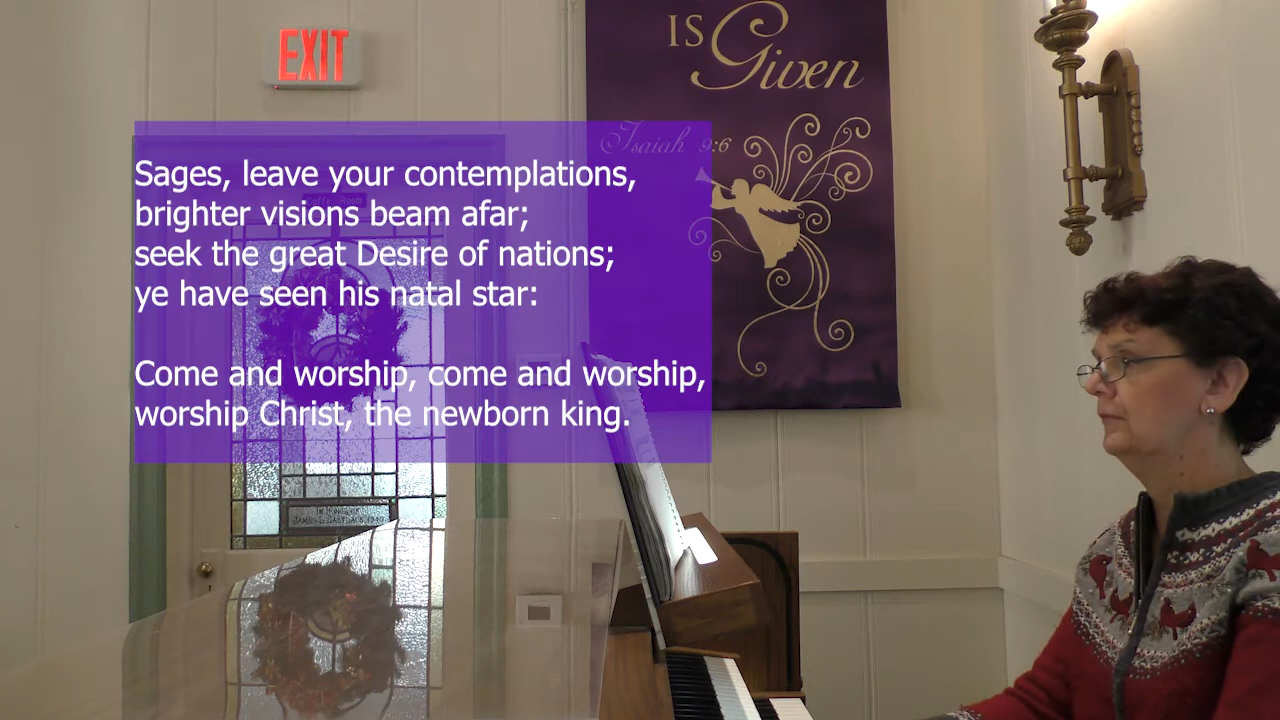 EXIT
IS
Given
Isaiah 9:6
Sages, leave your contemplations,
brighter visions beam afar;
seek the great Desire of nations;
ye have seen his natal star:
Come and worship, come and worship,
worship Christ, the newborn king.